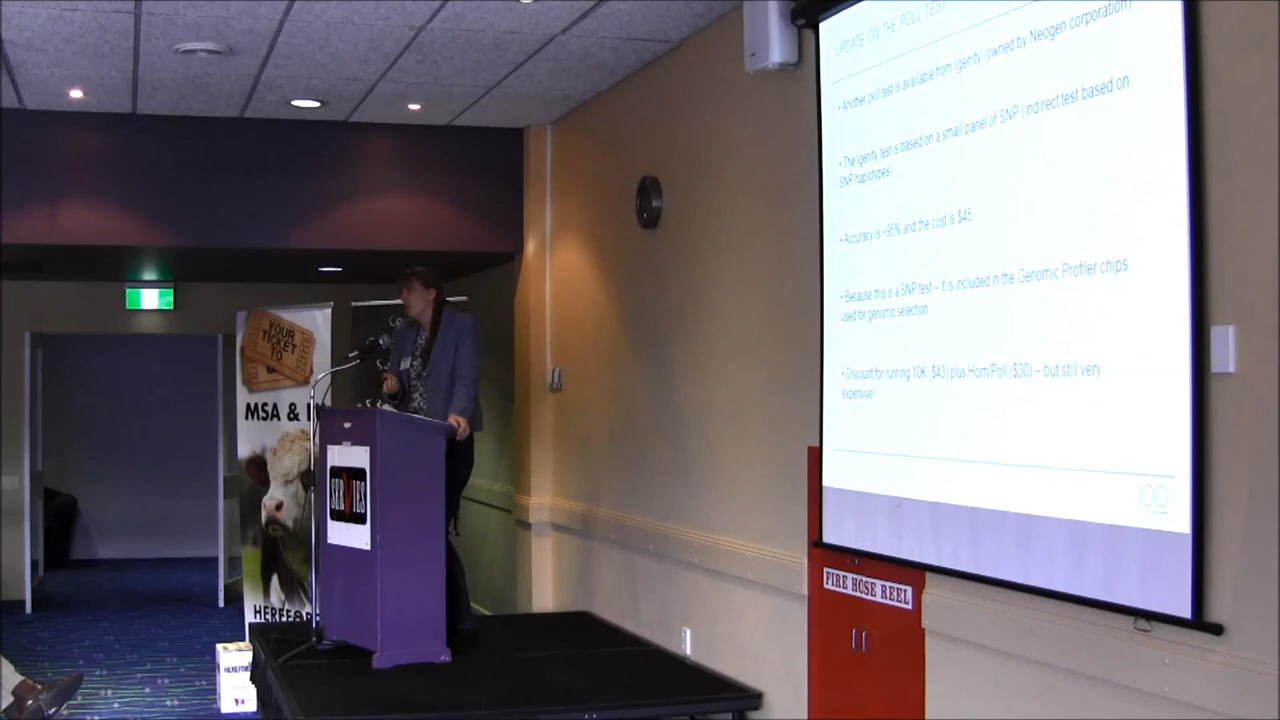 UPDATE ON THE POLL TEST
• Another poll test is available from Igenity (owned by Neogen corporation)
• The Igenity test is based on a small panel of SNP (indirect test based on
SNP haplotypes)
• Accuracy is ~95% and the cost is $45
• Because this is a SNP test – it is included in the Genomic Profiler chips
used for genomic selection
• Discount for running 10K ($43) plus Horn/Poll ($30) – but still very
expensive!
100
YOUR
TICKET
TO
MSA &
SERVIES
HEREFOR
HEREFO
FIRE HOSE REEL